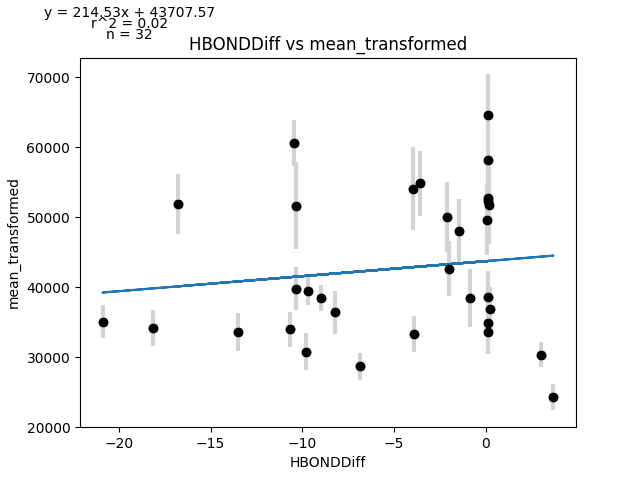 y = 214.53x + 43707.57
r^2 = 0.02
n = 32
HBONDDiff vs mean_transformed
70000
60000
50000
40000
30000
20000
mean_transformed
−20
−15
−10
−5
0
HBONDDiff